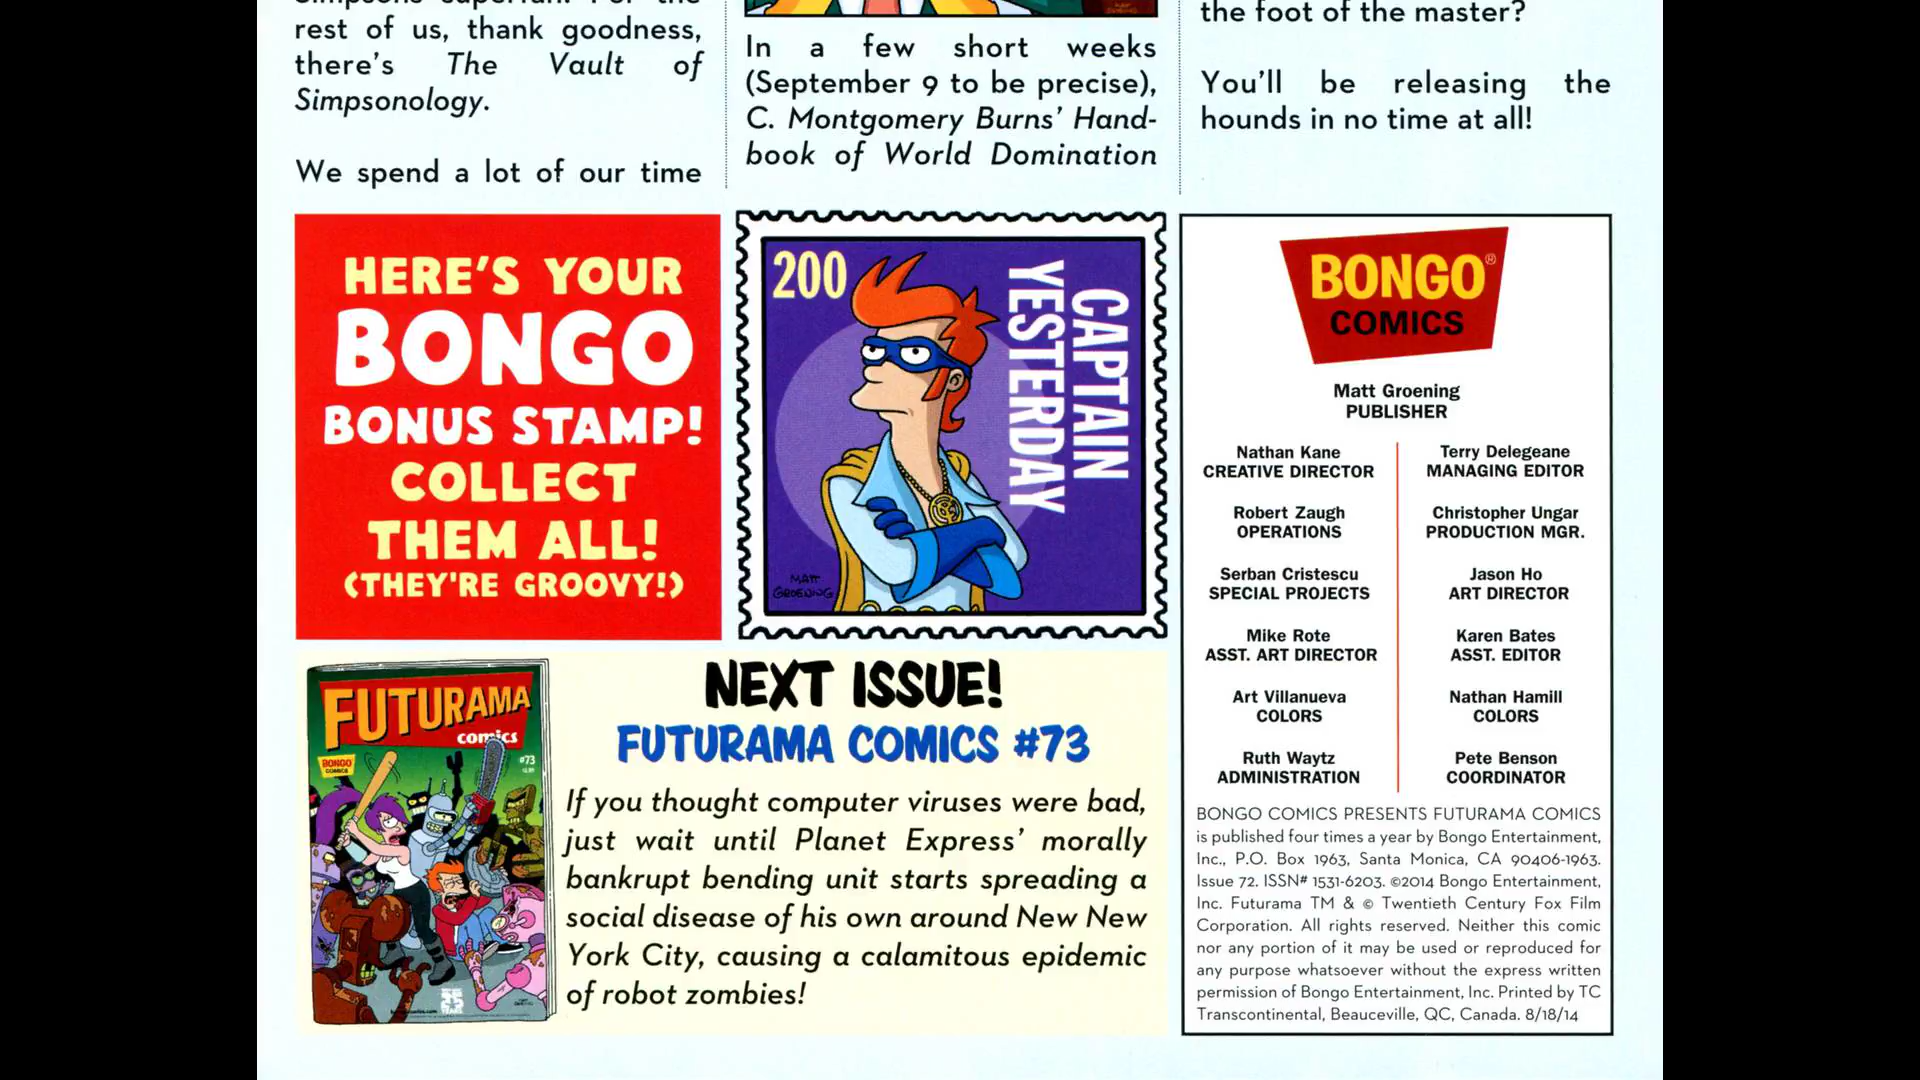 Simpsons superfan. For the
rest of us, thank goodness,
there's The Vault of
Simpsonology.
We spend a lot of our time
In a few short weeks
(September 9 to be precise),
C. Montgomery Burns' Hand-
book of World Domination
the foot of the master?
You'll be releasing the
hounds in no time at all!
HERE'S YOUR
BONGO
BONUS STAMP!
COLLECT
THEM ALL!
(THEY'RE GROOVY!)
200
CAPTAIN
YESTERDAY
MATT
GROENING
NEXT ISSUE!
FUTURAMA COMICS #73
If you thought computer viruses were bad,
just wait until Planet Express' morally
bankrupt bending unit starts spreading a
social disease of his own around New New
York City, causing a calamitous epidemic
of robot zombies!
FUTURAMA
comics
BONGO
COMICS
#73
BONGO®
COMICS
Matt Groening
PUBLISHER
Nathan Kane
CREATIVE DIRECTOR
Terry Delegeane
MANAGING EDITOR
Robert Zaugh
OPERATIONS
Christopher Ungar
PRODUCTION MGR.
Serban Cristescu
SPECIAL PROJECTS
Jason Ho
ART DIRECTOR
Mike Rote
ASST. ART DIRECTOR
Karen Bates
ASST. EDITOR
Art Villanueva
COLORS
Nathan Hamill
COLORS
Ruth Waytz
ADMINISTRATION
Pete Benson
COORDINATOR
BONGO COMICS PRESENTS FUTURAMA COMICS
is published four times a year by Bongo Entertainment,
Inc., P.O. Box 1963, Santa Monica, CA 90406-1963.
Issue 72. ISSN# 1531-6203. ©2014 Bongo Entertainment,
Inc. Futurama TM & © Twentieth Century Fox Film
Corporation. All rights reserved. Neither this comic
nor any portion of it may be used or reproduced for
any purpose whatsoever without the express written
permission of Bongo Entertainment, Inc. Printed by TC
Transcontinental, Beauceville, QC, Canada. 8/18/14